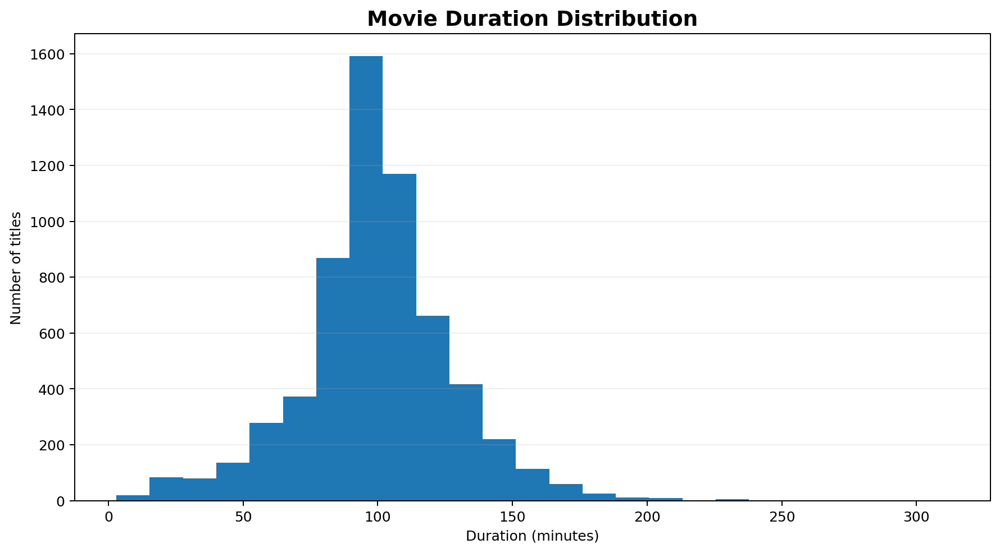 Movie Duration Distribution
1600
1400
1200
1000
800
600
400
200
0
Number of titles
0 50 100 150 200 250 300
Duration (minutes)